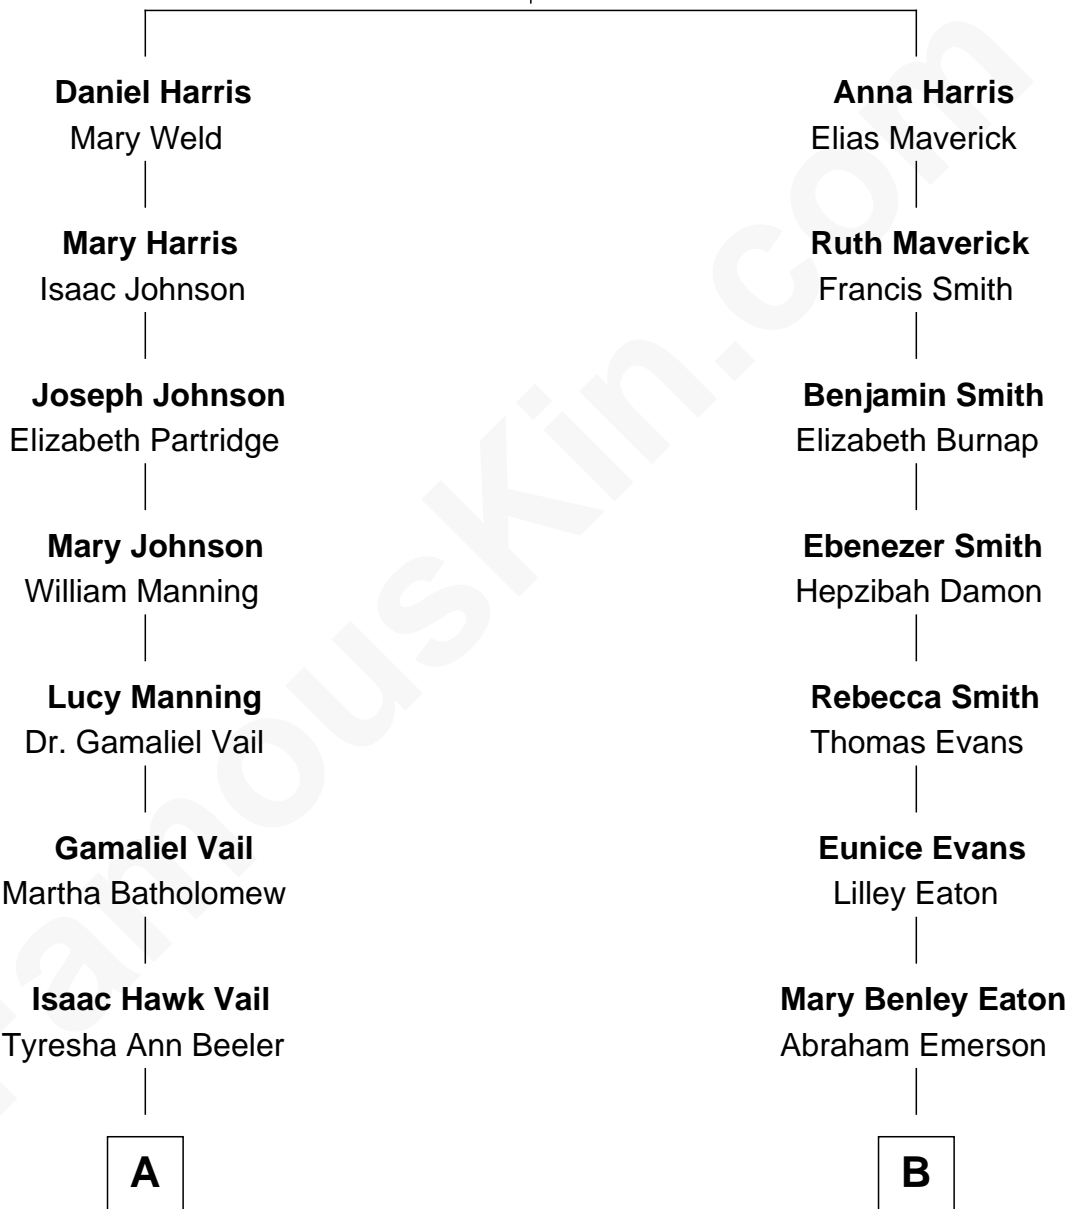 Daniel Harris
Mary Weld
Mary Harris
Isaac Johnson
Joseph Johnson
Elizabeth Partridge
Mary Johnson
William Manning
Lucy Manning
Dr. Gamaliel Vail
Gamaliel Vail
Martha Batholomew
Isaac Hawk Vail
Tyresha Ann Beeler
A
Anna Harris
Elias Maverick
Ruth Maverick
Francis Smith
Benjamin Smith
Elizabeth Burnap
Ebenezer Smith
Hepzibah Damon
Rebecca Smith
Thomas Evans
Eunice Evans
Lilley Eaton
Mary Benley Eaton
Abraham Emerson
B
FamousKin.com